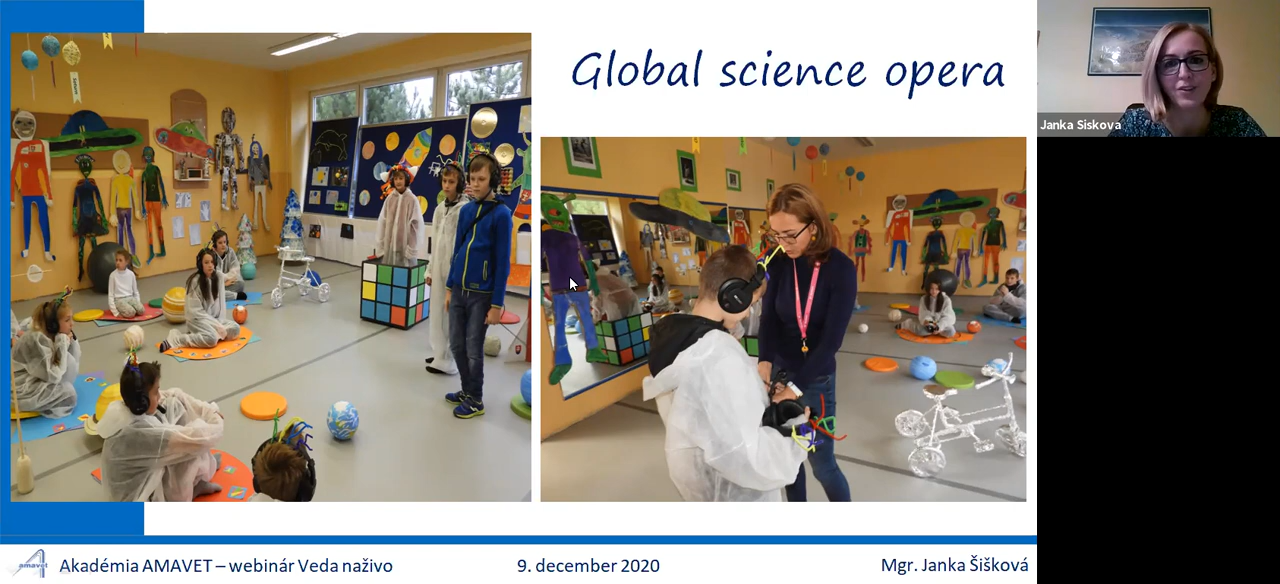 Global science opera
Janka Siskova
amavet
Akadémia AMAVET – webinár Veda naživo
9. december 2020
Mgr. Janka Šišková